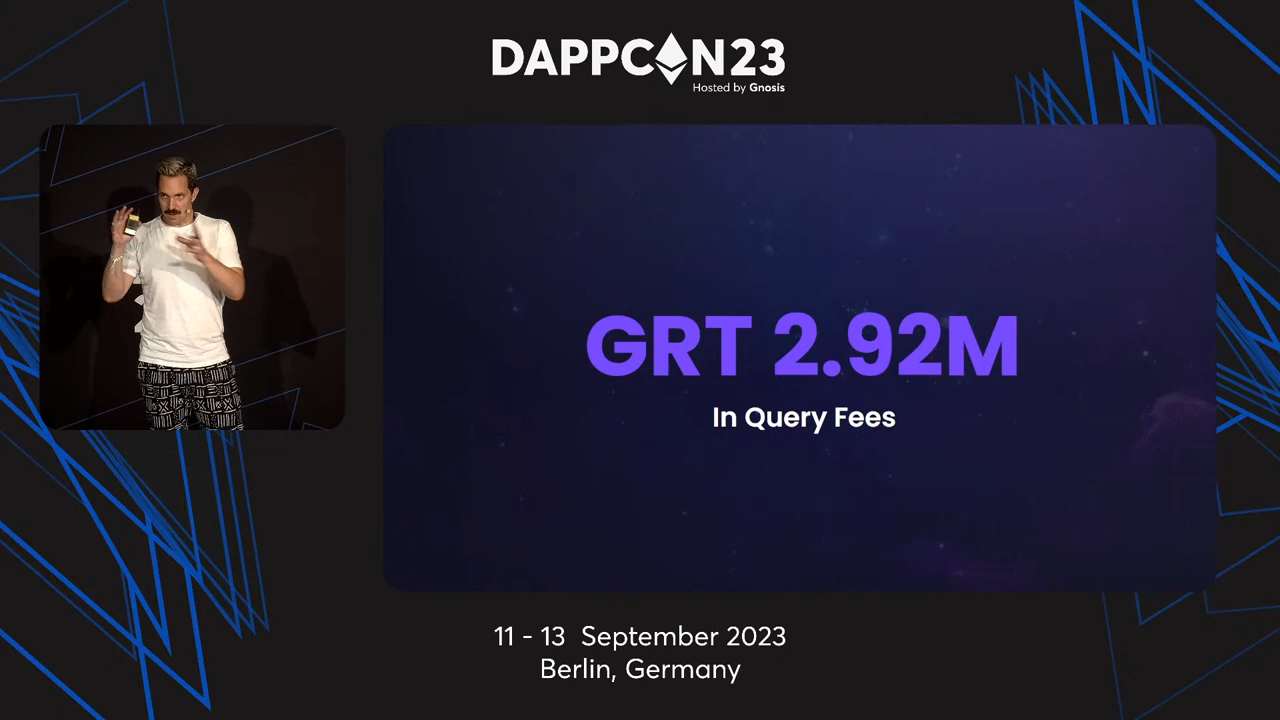 DAPPCON23
Hosted by Gnosis
GRT 2.92M
In Query Fees
11 - 13 September 2023
Berlin, Germany